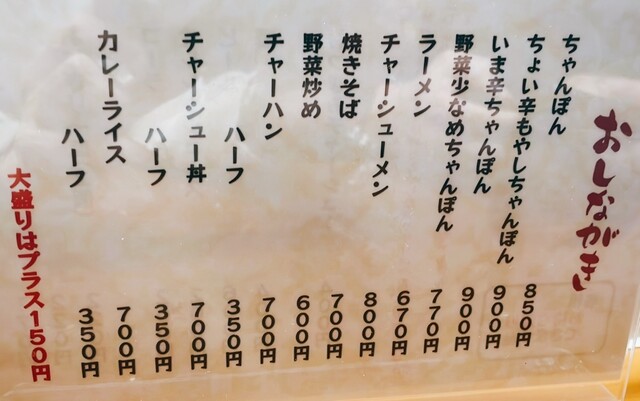 おしながき
ちゃんぽん 850円
ちょい辛もやしちゃんぽん 900円
いま辛ちゃんぽん 900円
野菜少なめちゃんぽん 770円
ラーメン 670円
チャーシューメン 800円
焼きそば 700円
野菜炒め 600円
チャーハン 700円
ハーフ 350円
チャーシュー丼 700円
ハーフ 350円
カレーライス 700円
ハーフ 350円
大盛りはプラス150円